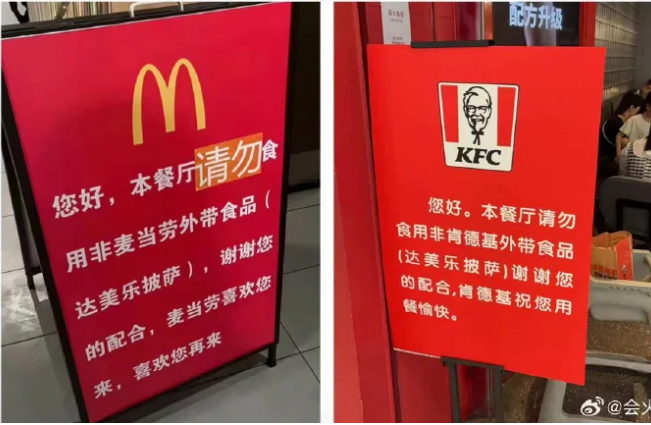 您好，本餐厅请勿食
用非麦当劳外带食品（
达美乐披萨），谢谢您
的配合，麦当劳喜欢您
来，喜欢您再来
配方升級
KFC
您好。本餐厅请勿
食用非肯德基外带食品
(达美乐披萨)谢谢您
的配合,肯德基祝您用
餐愉快。
@会火